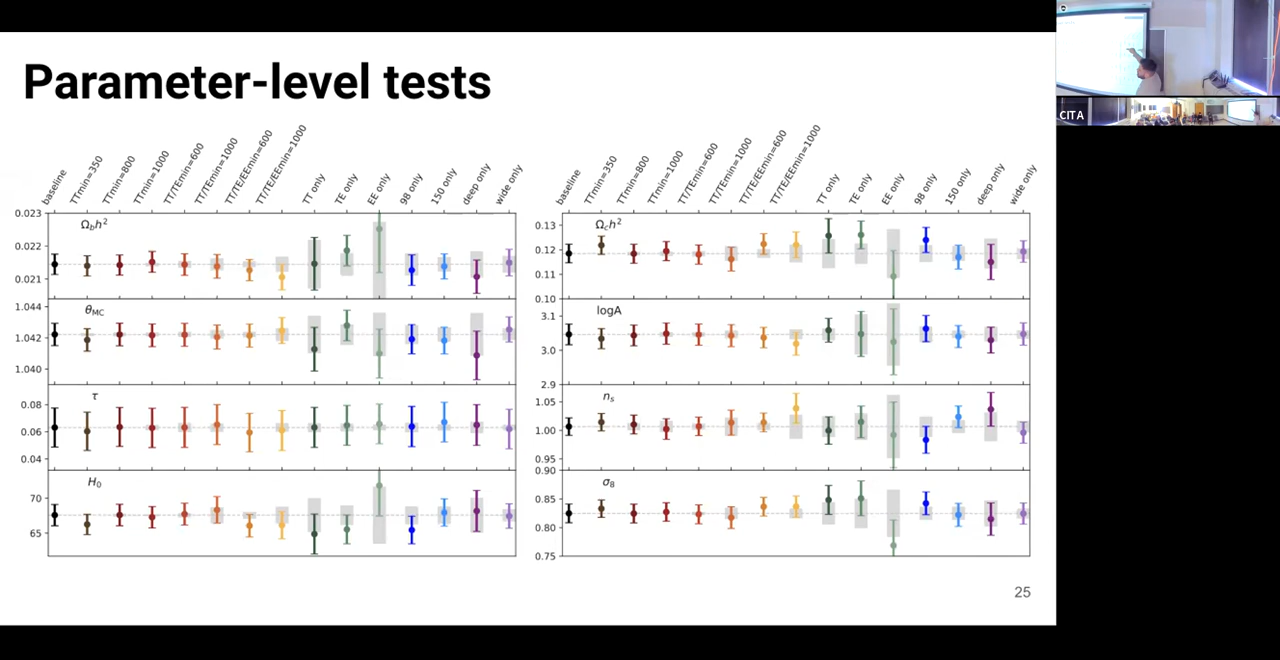 Parameter-level tests
baseline
TTmin=350
TTmin=800
TTmin=1000
TT/TEmin=600
TT/TEmin=1000
TT/TE/EEmin=600
TT/TE/EEmin=1000
TT only
TE only
EE only
98 only
150 only
deep only
wide only
baseline
TTmin=350
TTmin=800
TTmin=1000
TT/TEmin=600
TT/TEmin=1000
TT/TE/EEmin=600
TT/TE/EEmin=1000
TT only
TE only
EE only
98 only
150 only
deep only
wide only
Ω_b h²
0.023
0.022
0.021
θ_MC
1.044
1.042
1.040
τ
0.08
0.06
0.04
H₀
70
65
Ω_c h²
0.13
0.12
0.11
0.10
logA
3.1
3.0
2.9
n_s
1.05
1.00
0.95
0.90
σ₈
0.85
0.80
0.75
25
CITA